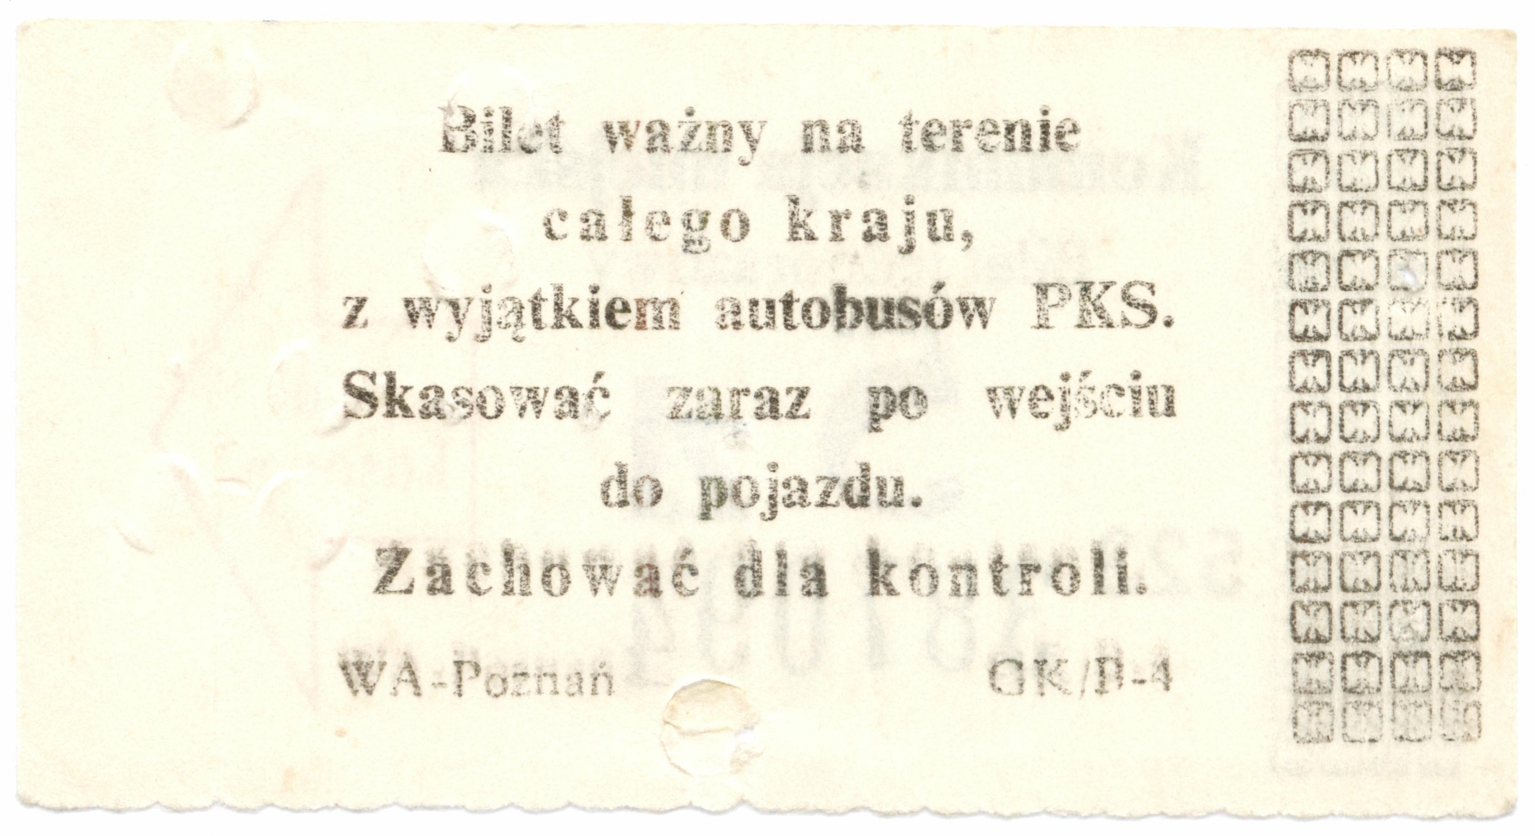 Bilet ważny na terenie
całego kraju,
z wyjątkiem autobusów PKS.
Skasować zaraz po wejściu
do pojazdu.
Zachować dla kontroli.
WA-Poznań GK/B-4